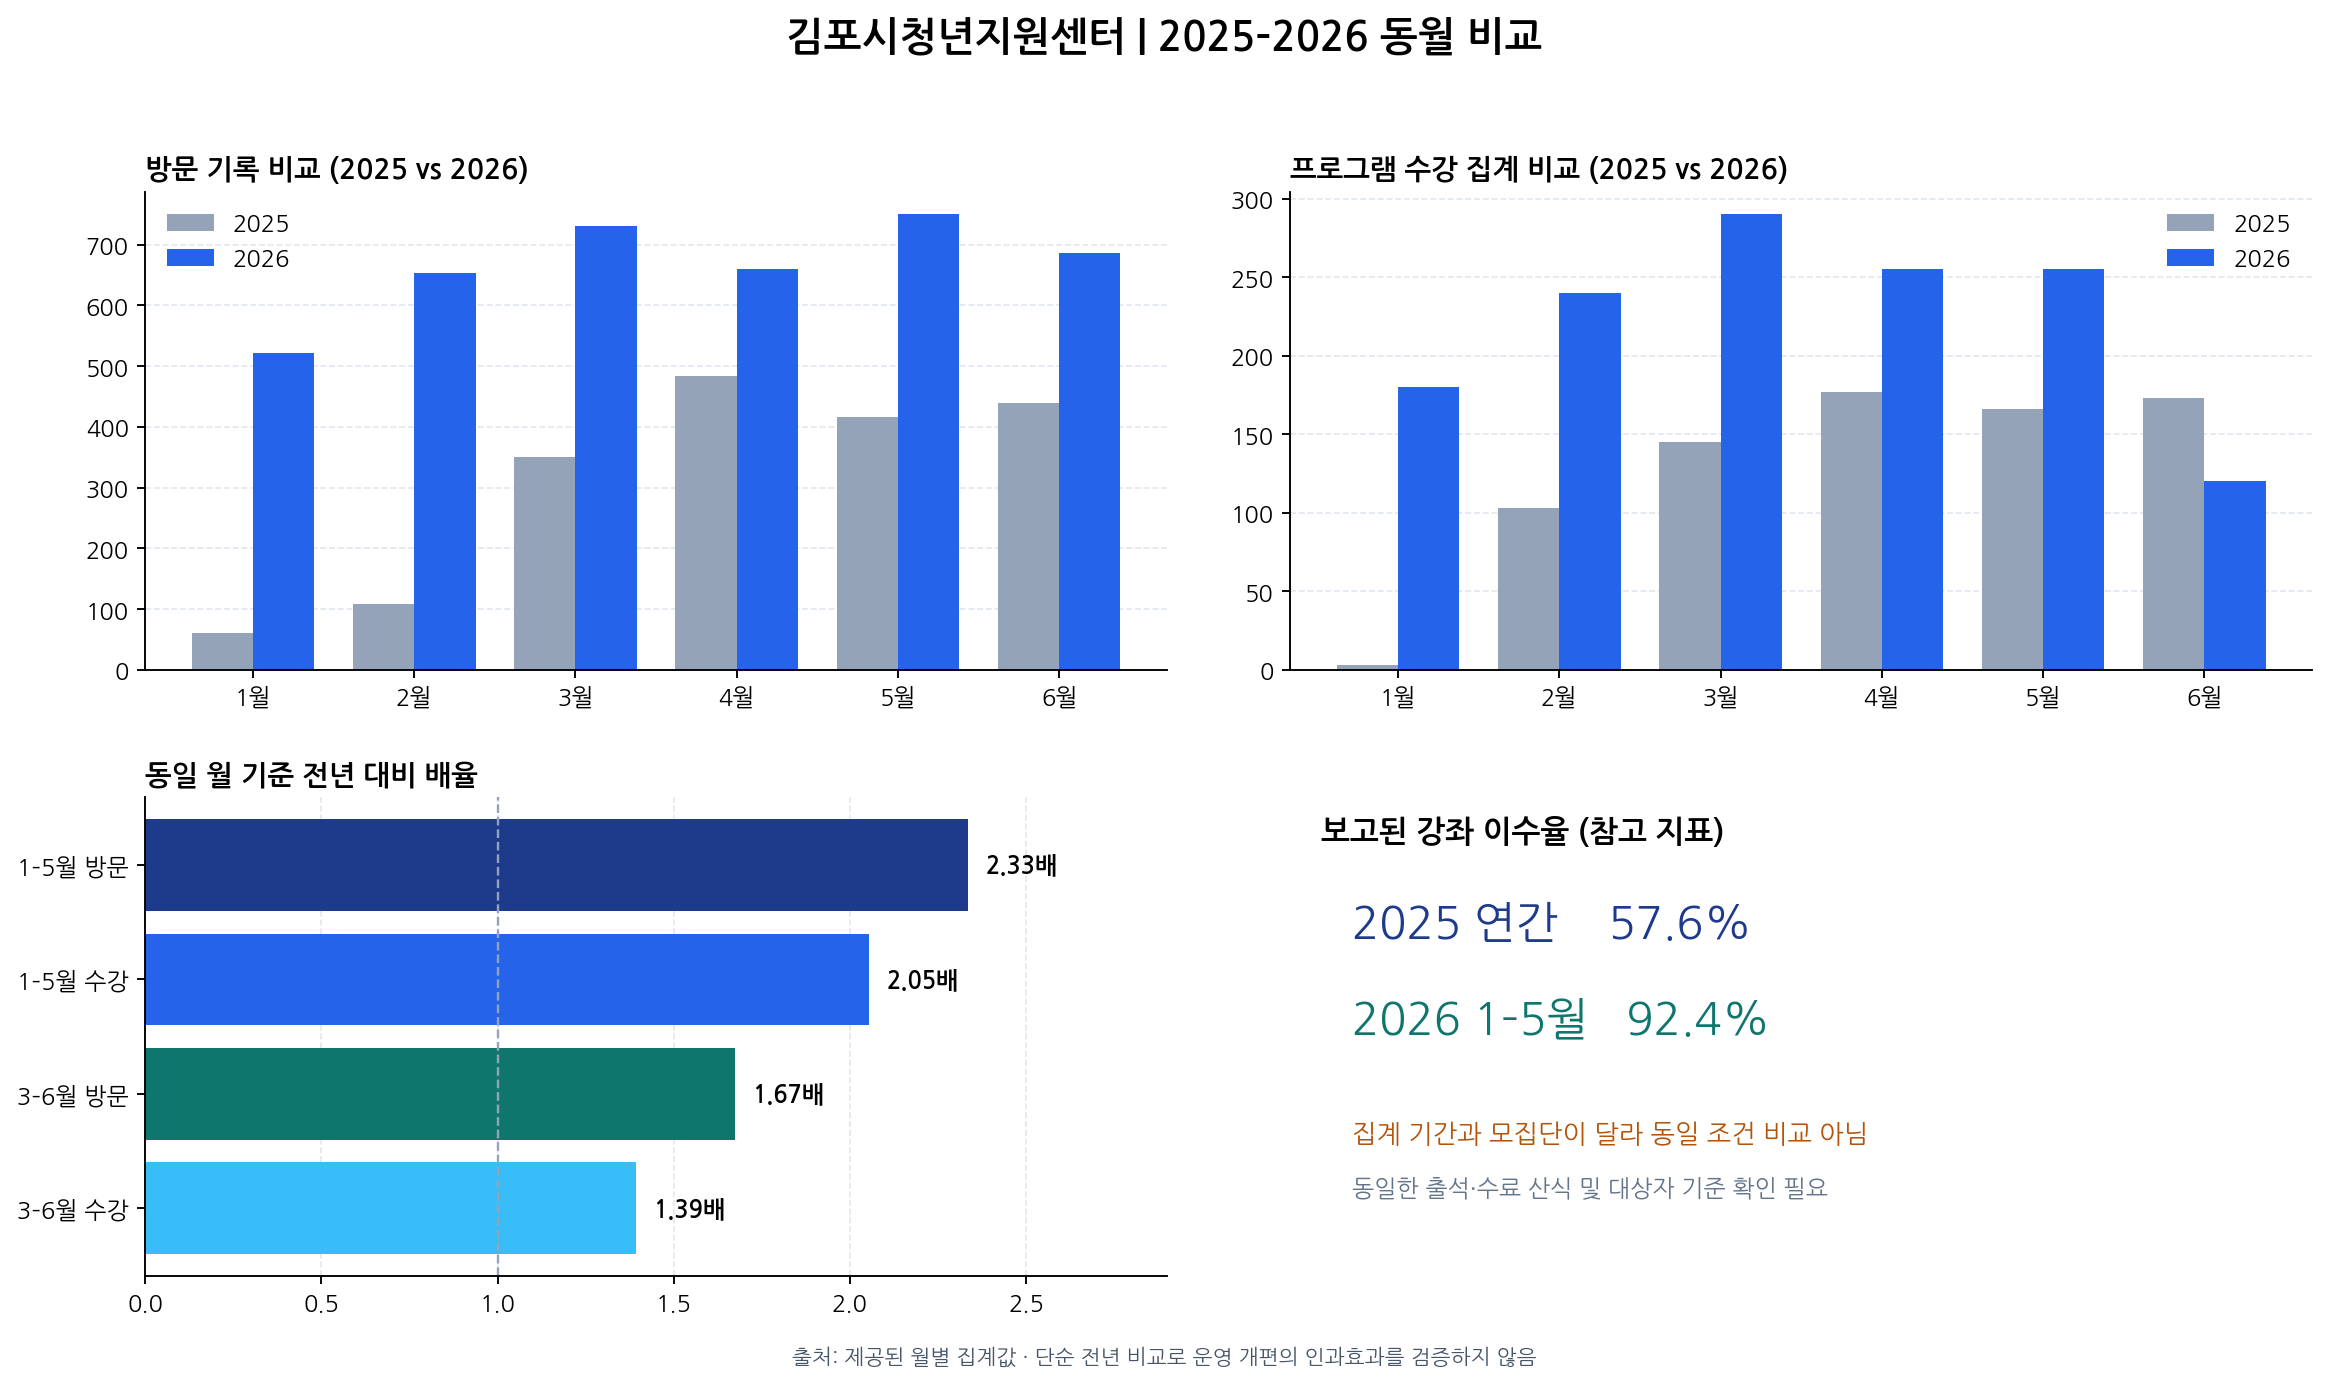 김포시청년지원센터 | 2025-2026 동월 비교
방문 기록 비교 (2025 vs 2026)
2025
2026
700
600
500
400
300
200
100
0
1월 2월 3월 4월 5월 6월
프로그램 수강 집계 비교 (2025 vs 2026)
2025
2026
300
250
200
150
100
50
0
1월 2월 3월 4월 5월 6월
동일 월 기준 전년 대비 배율
1-5월 방문 2.33배
1-5월 수강 2.05배
3-6월 방문 1.67배
3-6월 수강 1.39배
0.0 0.5 1.0 1.5 2.0 2.5
보고된 강좌 이수율 (참고 지표)
2025 연간 57.6%
2026 1-5월 92.4%
집계 기간과 모집단이 달라 동일 조건 비교 아님
동일한 출석·수료 산식 및 대상자 기준 확인 필요
출처: 제공된 월별 집계값 · 단순 전년 비교로 운영 개편의 인과효과를 검증하지 않음